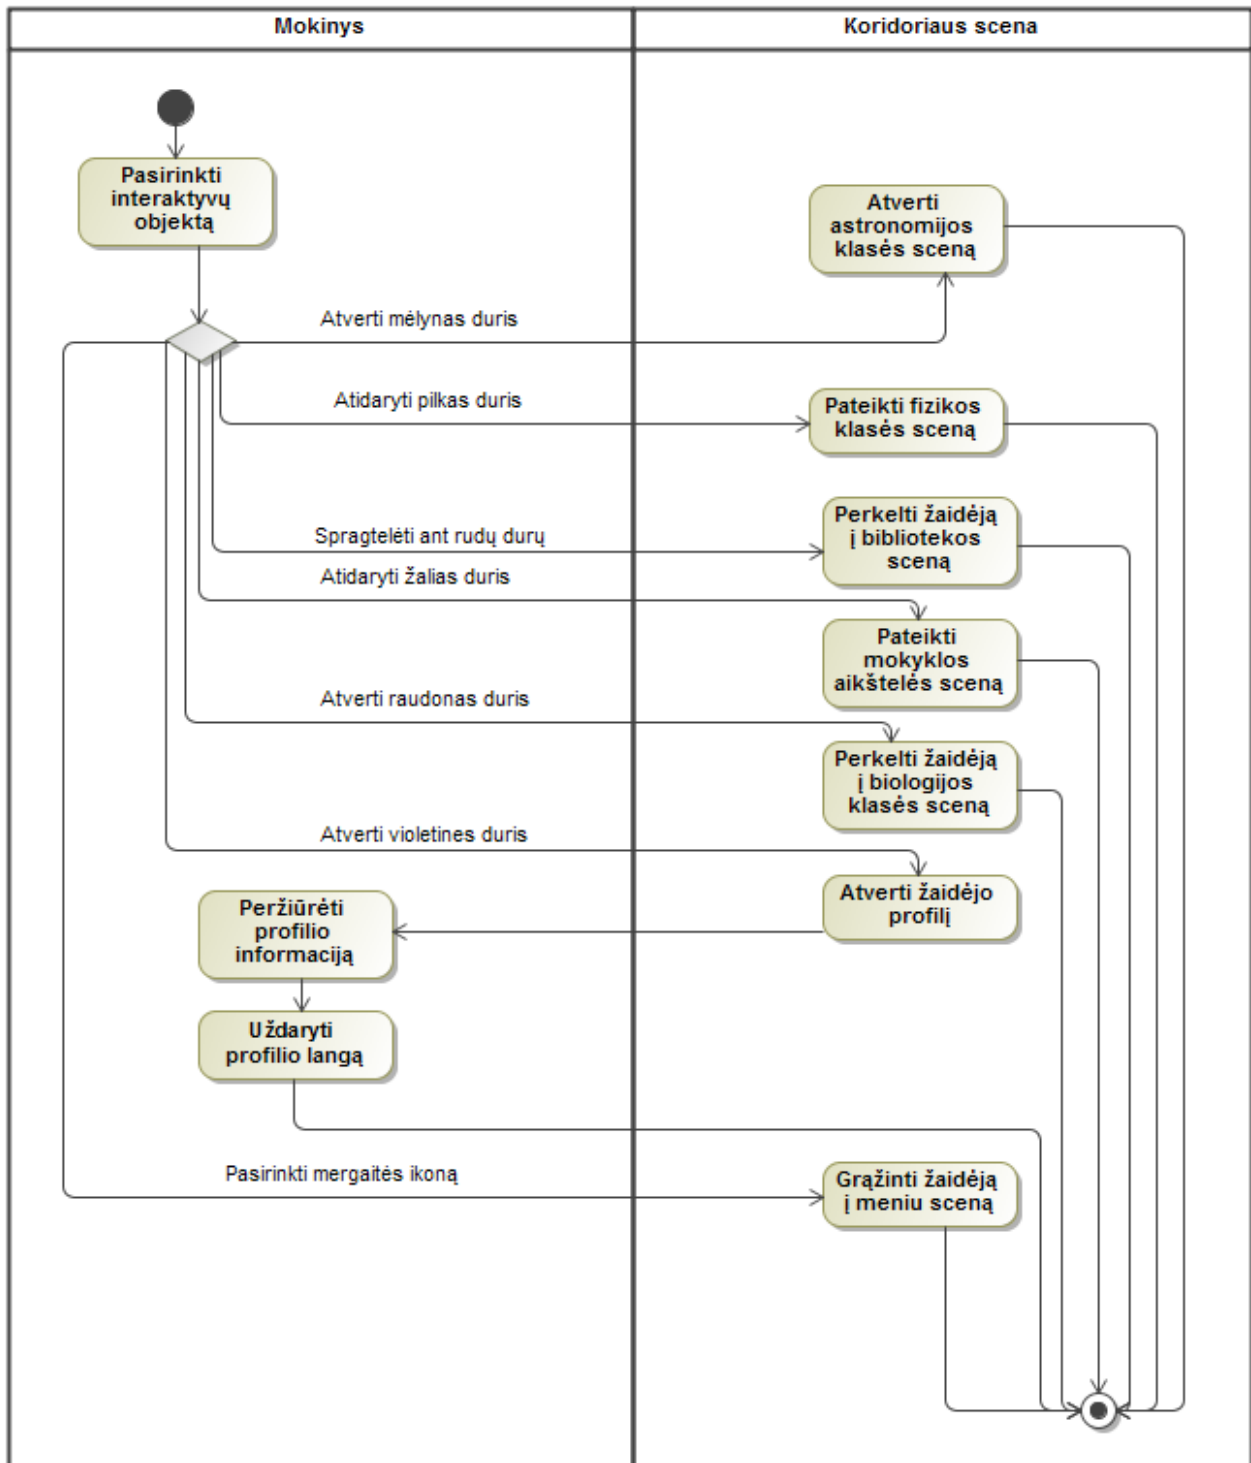 Mokinys
Koridoriaus scena
Pasirinkti
interaktyvų
objektą
Atverti
astronomijos
klasės sceną
Atverti mėlynas duris
Atidaryti pilkas duris
Pateikti fizikos
klasės sceną
Spragtelėti ant rudų durų
Perkelti žaidėją
į bibliotekos
sceną
Atidaryti žalias duris
Pateikti
mokyklos
aikštelės sceną
Atverti raudonas duris
Perkelti žaidėją
į biologijos
klasės sceną
Atverti violetines duris
Atverti žaidėjo
profilį
Peržiūrėti
profilio
informaciją
Uždaryti
profilio langą
Pasirinkti mergaitės ikoną
Grąžinti žaidėją
į meniu sceną